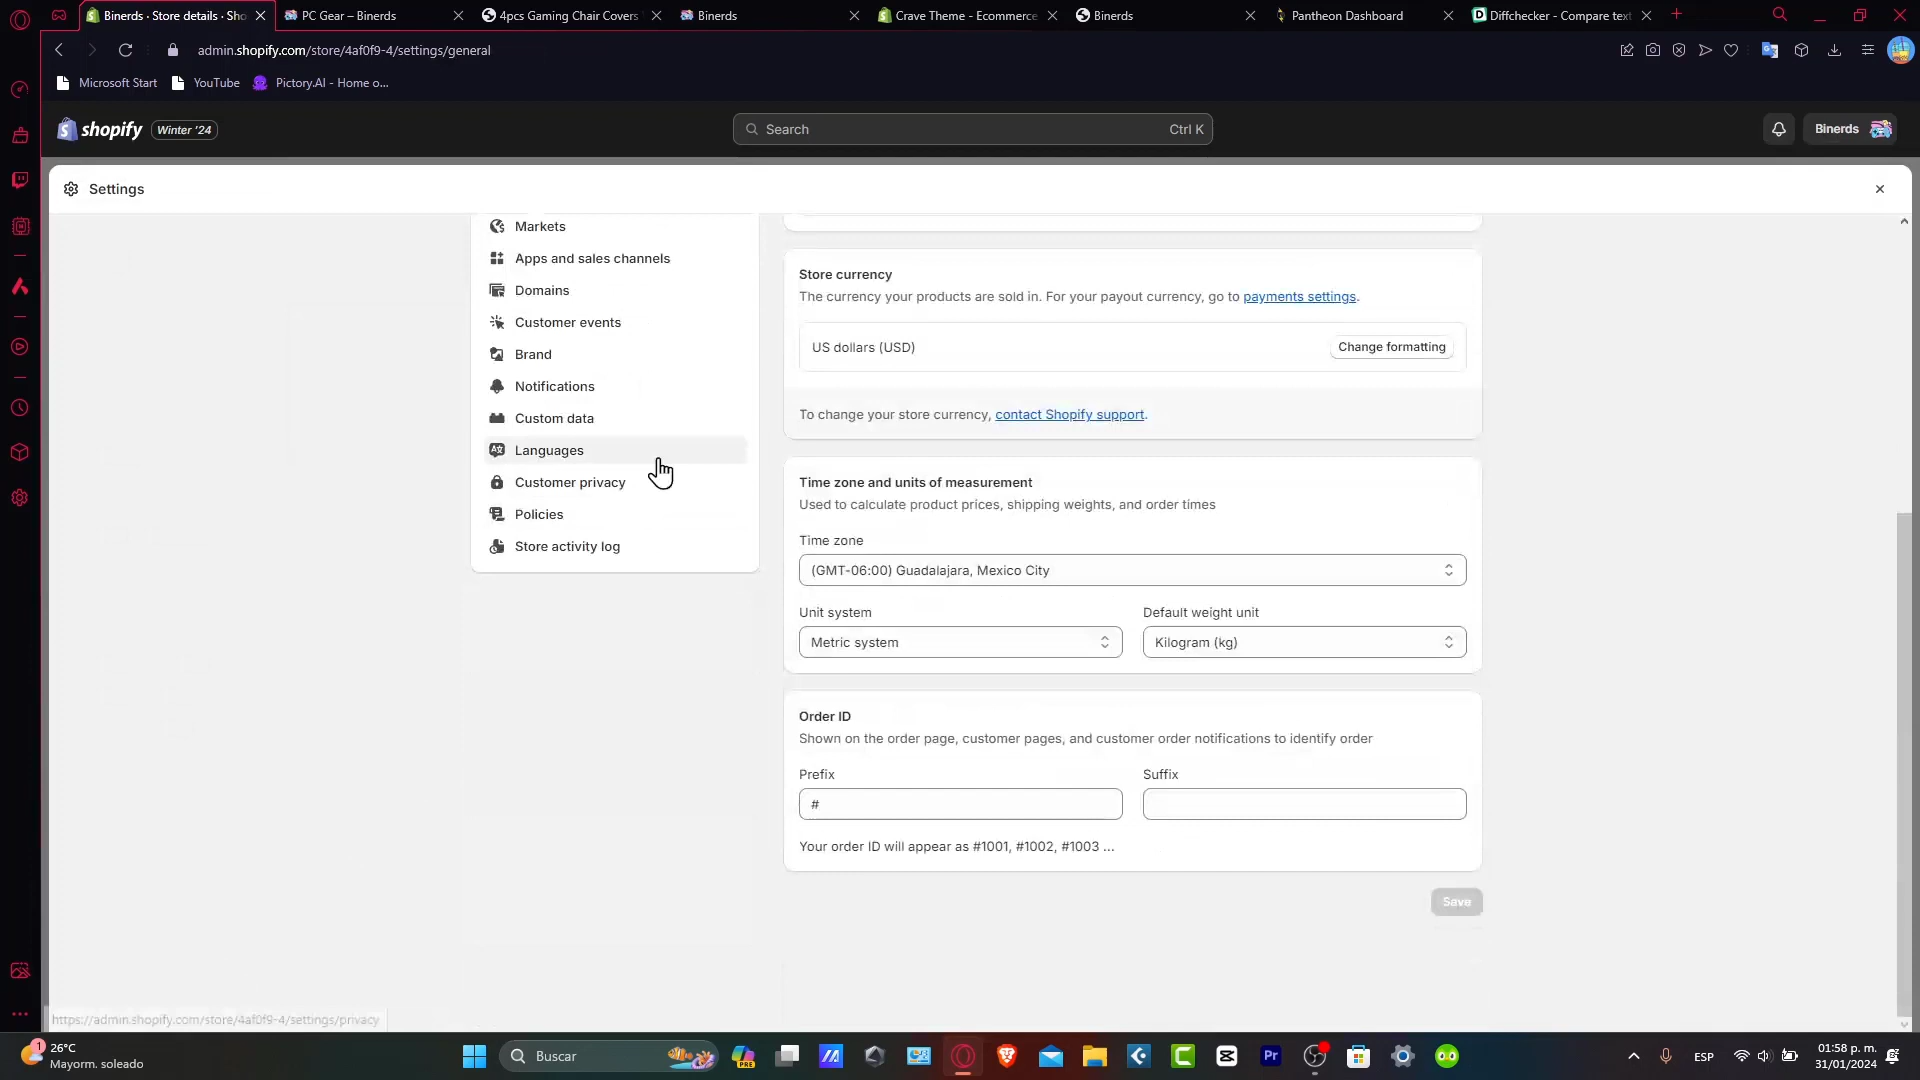 Binerds · Store details · Sho
PC Gear – Binerds
4pcs Gaming Chair Covers
Binerds
Crave Theme - Ecommerce
Binerds
Pantheon Dashboard
Diffchecker - Compare text
admin.shopify.com/store/4af0f9-4/settings/general
Microsoft Start
YouTube
Pictory.AI - Home o...
shopify
Winter '24
Search
Ctrl K
Binerds
Settings
Markets
Apps and sales channels
Domains
Customer events
Brand
Notifications
Custom data
Languages
Customer privacy
Policies
Store activity log
Store currency
The currency your products are sold in. For your payout currency, go to payments settings.
US dollars (USD)
Change formatting
To change your store currency, contact Shopify support.
Time zone and units of measurement
Used to calculate product prices, shipping weights, and order times
Time zone
(GMT-06:00) Guadalajara, Mexico City
Unit system
Default weight unit
Metric system
Kilogram (kg)
Order ID
Shown on the order page, customer pages, and customer order notifications to identify order
Prefix
Suffix
#
Your order ID will appear as #1001, #1002, #1003 ...
Save
https://admin.shopify.com/store/4af0f9-4/settings/privacy
1
26°C
Mayorm. soleado
Buscar
PRE
Pr
ESP
01:58 p. m.
31/01/2024